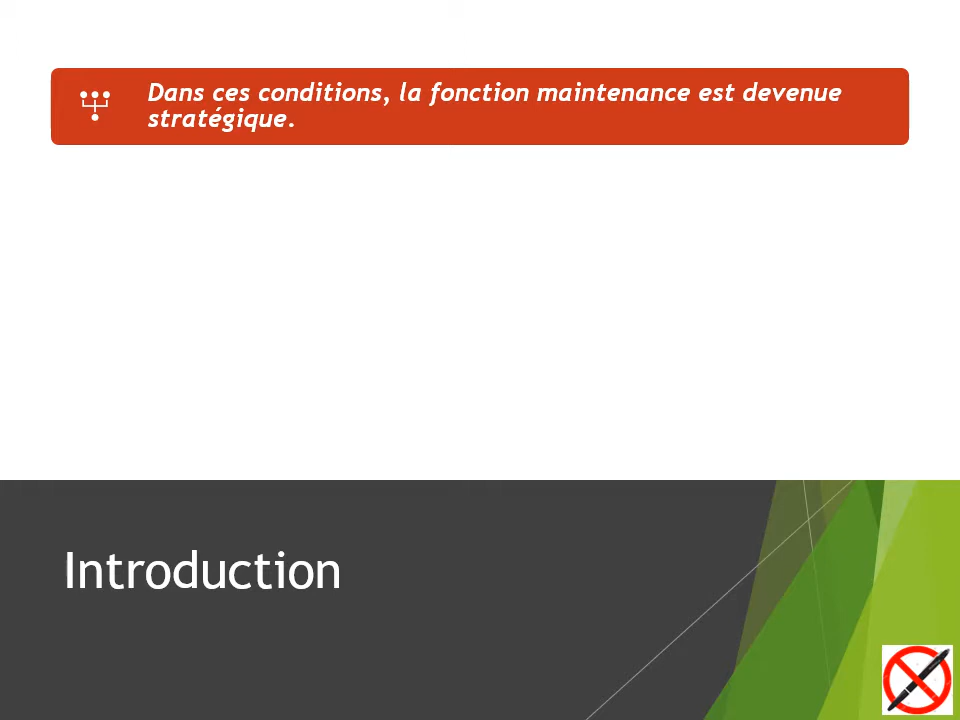 Dans ces conditions, la fonction maintenance est devenue
stratégique.
Introduction